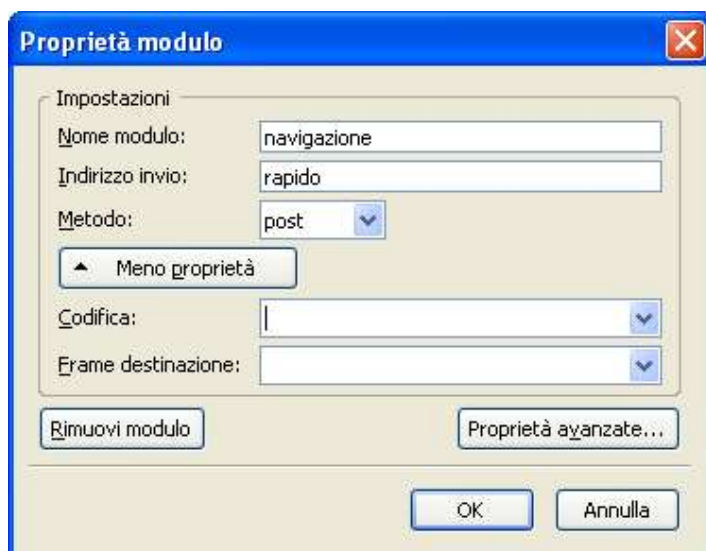 Proprietà modulo
Impostazioni
Nome modulo: navigazione
Indirizzo invio: rapido
Metodo: post
Meno proprietà
Codifica:
Frame destinazione:
Rimuovi modulo Proprietà avanzate...
OK Annulla